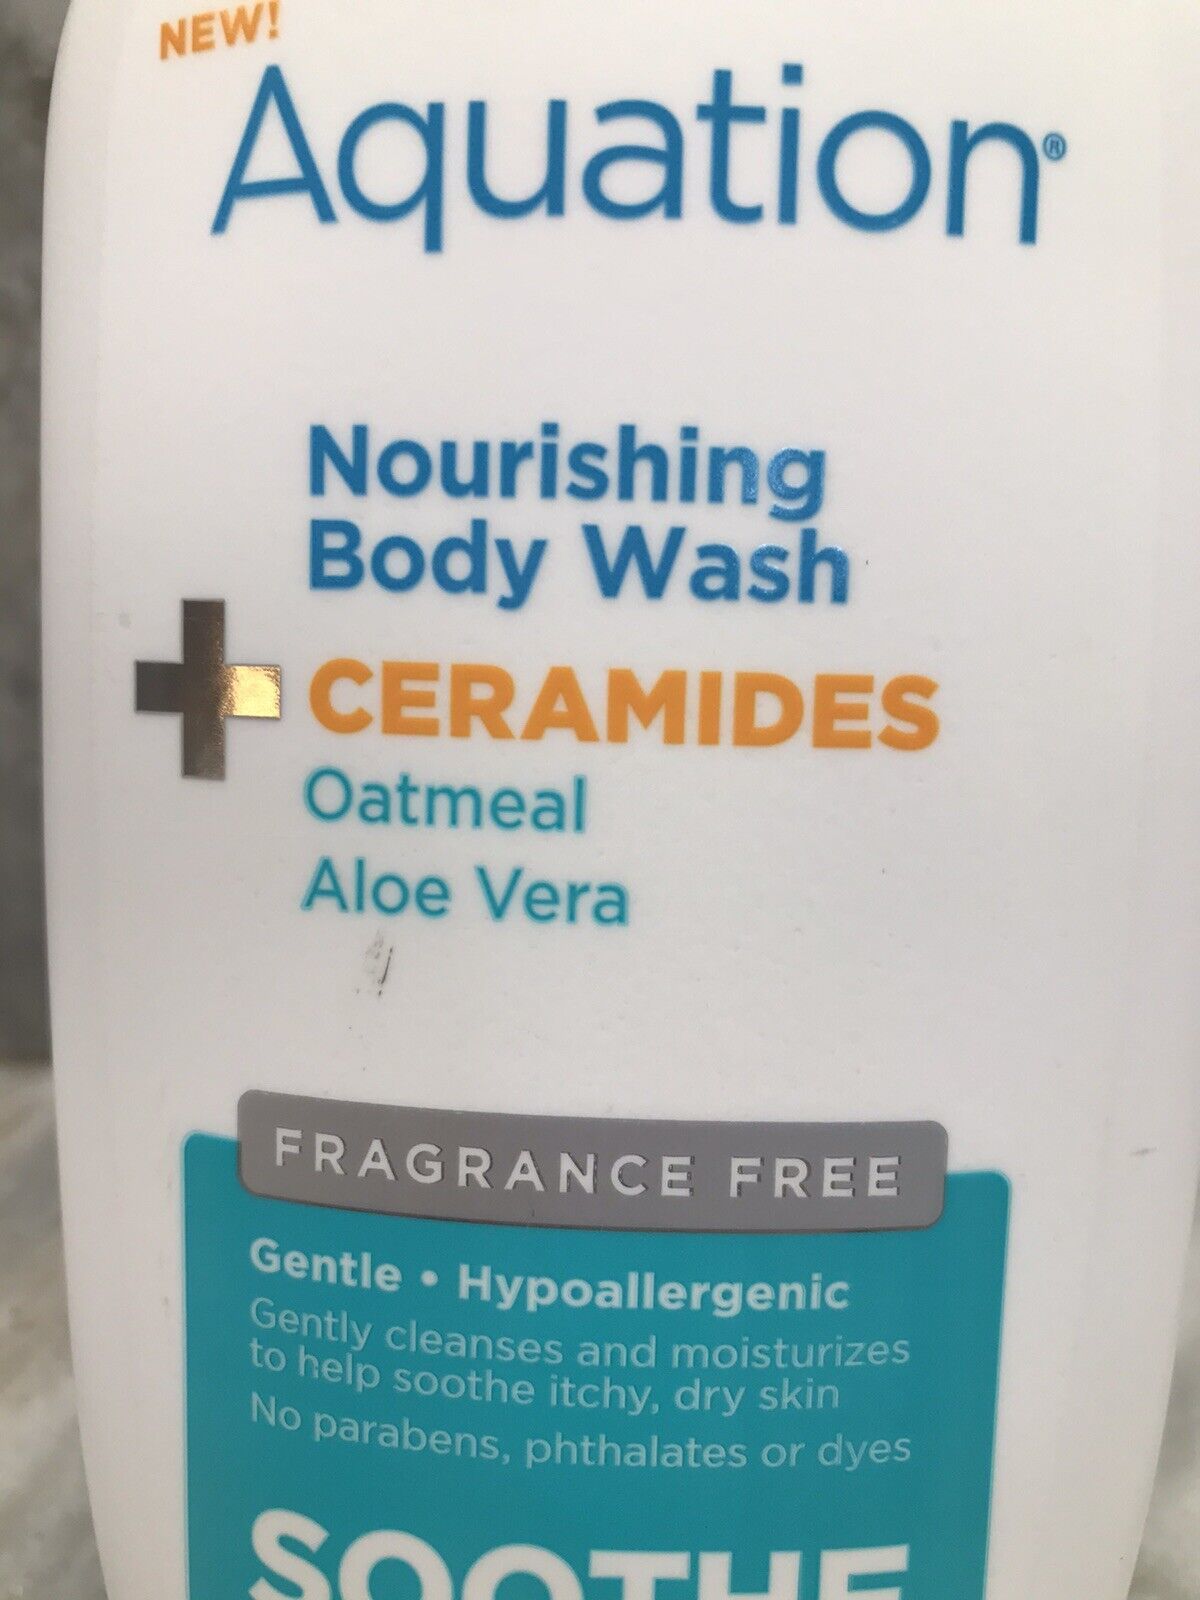 NEW!
Aquation®
Nourishing
Body Wash
+ CERAMIDES
Oatmeal
Aloe Vera
FRAGRANCE FREE
Gentle • Hypoallergenic
Gently cleanses and moisturizes
to help soothe itchy, dry skin
No parabens, phthalates or dyes
SOOTHE